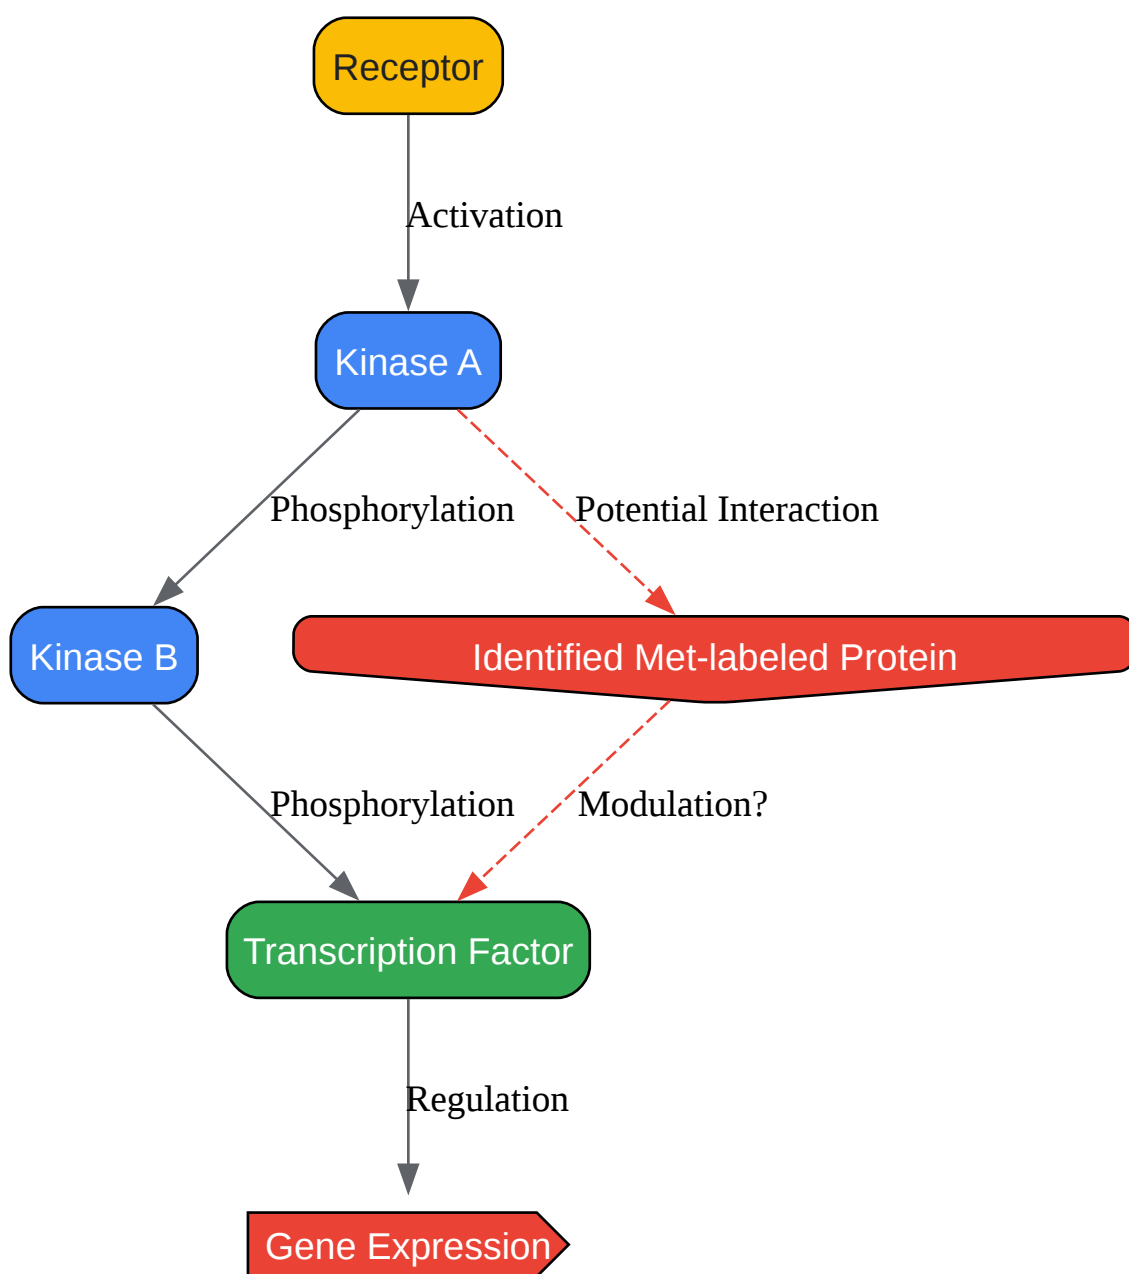 Receptor
Activation
Kinase A
Phosphorylation
Potential Interaction
Kinase B
Identified Met-labeled Protein
Phosphorylation
Modulation?
Transcription Factor
Regulation
Gene Expression